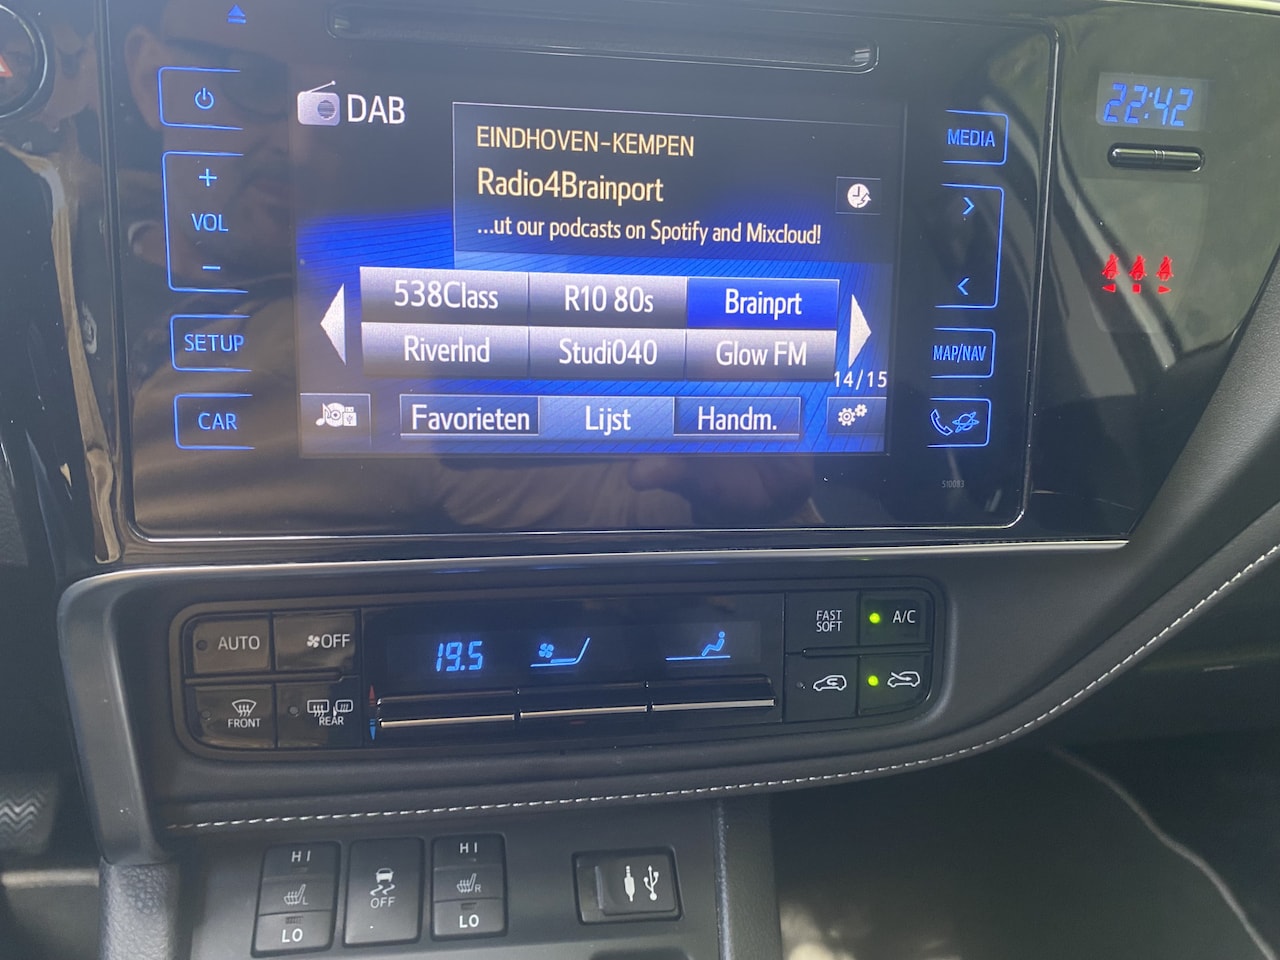 DAB
EINDHOVEN-KEMPEN
Radio4Brainport
...ut our podcasts on Spotify and Mixcloud!
538Class
R10 80s
Brainprt
Riverlnd
Studi040
Glow FM
14/15
Favorieten
Lijst
Handm.
+
VOL
−
SETUP
CAR
MEDIA
>
<
MAP/NAV
510083
22:42
AUTO
OFF
FRONT
REAR
19.5
FAST
SOFT
A/C
HI
L
LO
OFF
HI
R
LO